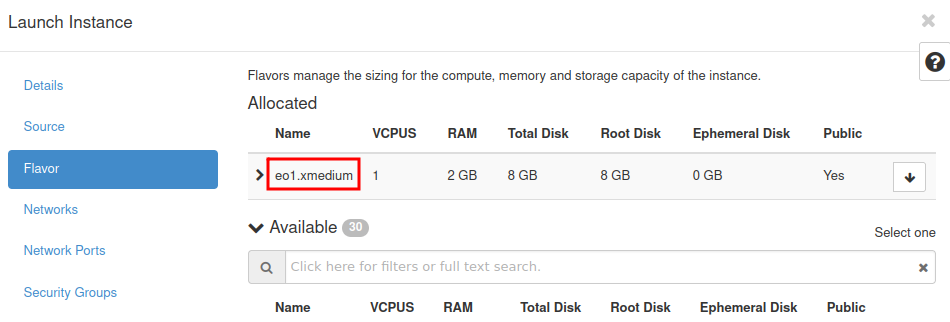 Launch Instance
Details
Source
Flavor
Networks
Network Ports
Security Groups
Flavors manage the sizing for the compute, memory and storage capacity of the instance.
Allocated
Name VCPUS RAM Total Disk Root Disk Ephemeral Disk Public
eo1.xmedium 1 2 GB 8 GB 8 GB 0 GB Yes
Available 30
Select one
Click here for filters or full text search.
Name VCPUS RAM Total Disk Root Disk Ephemeral Disk Public